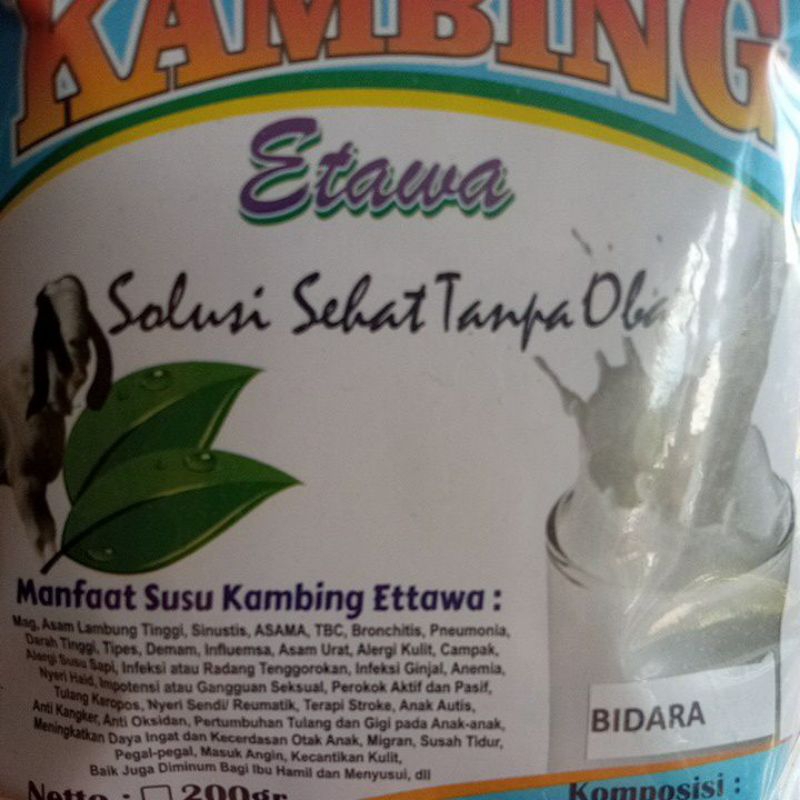 KAMBING
Etawa
Solusi Sehat Tanpa Oba
Manfaat Susu Kambing Ettawa :
Mag, Asam Lambung Tinggi, Sinustis, ASAMA, TBC, Bronchitis, Pneumonia,
Darah Tinggi, Tipes, Demam, Influemsa, Asam Urat, Alergi Kulit, Campak,
Alergi Susu Sapi, Infeksi atau Radang Tenggorokan, Infeksi Ginjal, Anemia,
Nyeri Haid, Impotensi atau Gangguan Seksual, Perokok Aktif dan Pasif,
Tulang Karopos, Nyeri Sendi/ Reumatik, Terapi Stroke, Anak Autis,
Anti Kangker, Anti Oksidan, Pertumbuhan Tulang dan Gigi pada Anak-anak,
Meningkatkan Daya Ingat dan Kecerdasan Otak Anak, Migran, Susah Tidur,
Pegal-pegal, Masuk Angin, Kecantikan Kulit,
Baik Juga Diminum Bagi Ibu Hamil dan Menyusui, dll
BIDARA
Netto : 200gr
Komposisi :